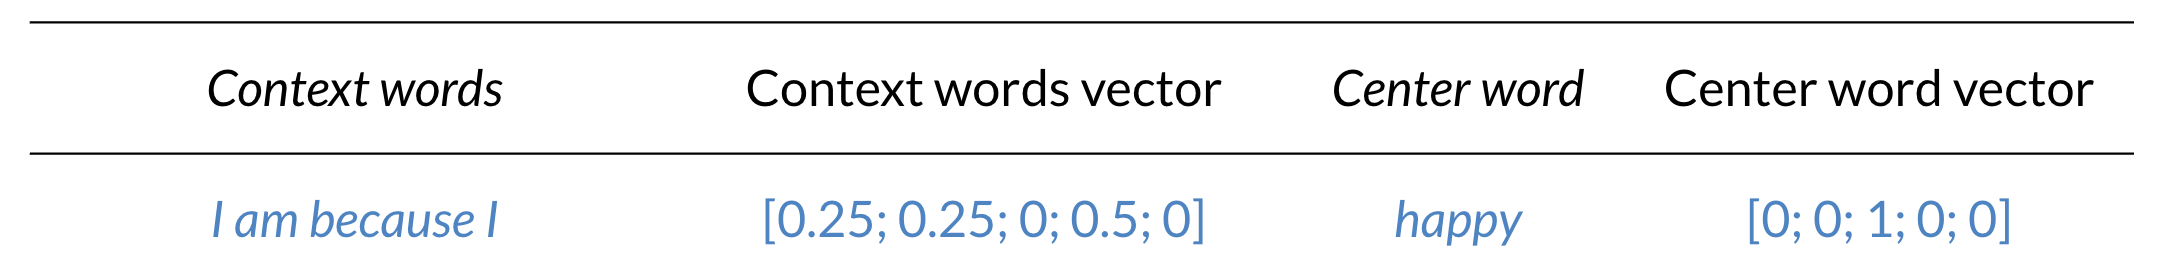 Context words Context words vector Center word Center word vector
I am because I [0.25; 0.25; 0; 0.5; 0] happy [0; 0; 1; 0; 0]